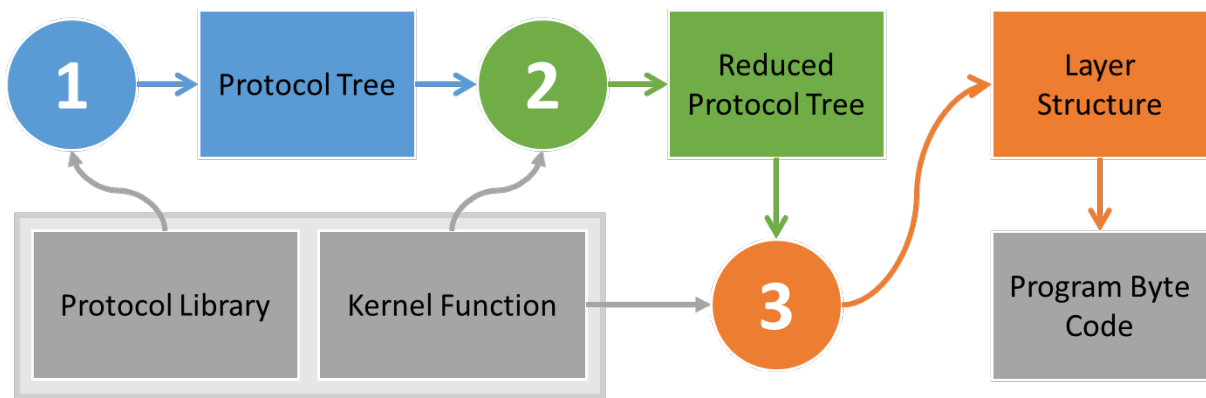 1
Protocol Tree
2
Reduced
Protocol Tree
Layer
Structure
Protocol Library
Kernel Function
3
Program Byte
Code